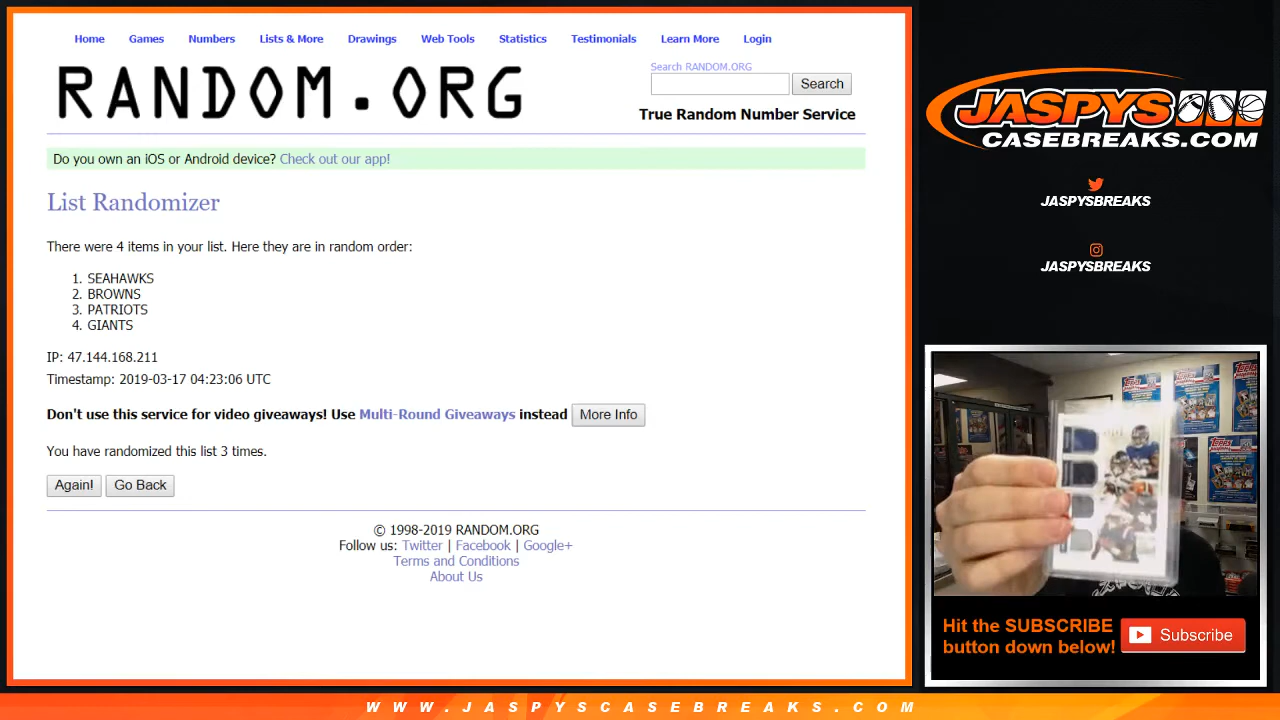 Home Games Numbers Lists & More Drawings Web Tools Statistics Testimonials Learn More Login
RANDOM.ORG
Search RANDOM.ORG
Search
True Random Number Service
Do you own an iOS or Android device? Check out our app!
List Randomizer
There were 4 items in your list. Here they are in random order:
1. SEAHAWKS
2. BROWNS
3. PATRIOTS
4. GIANTS
IP: 47.144.168.211
Timestamp: 2019-03-17 04:23:06 UTC
Don't use this service for video giveaways! Use Multi-Round Giveaways instead More Info
You have randomized this list 3 times.
Again! Go Back
© 1998-2019 RANDOM.ORG
Follow us: Twitter | Facebook | Google+
Terms and Conditions
About Us
JASPYS
CASEBREAKS.COM
JASPYSBREAKS
JASPYSBREAKS
Topps
Topps
Topps
Hit the SUBSCRIBE
button down below!
Subscribe
WWW.JASPYSCASEBREAKS.COM